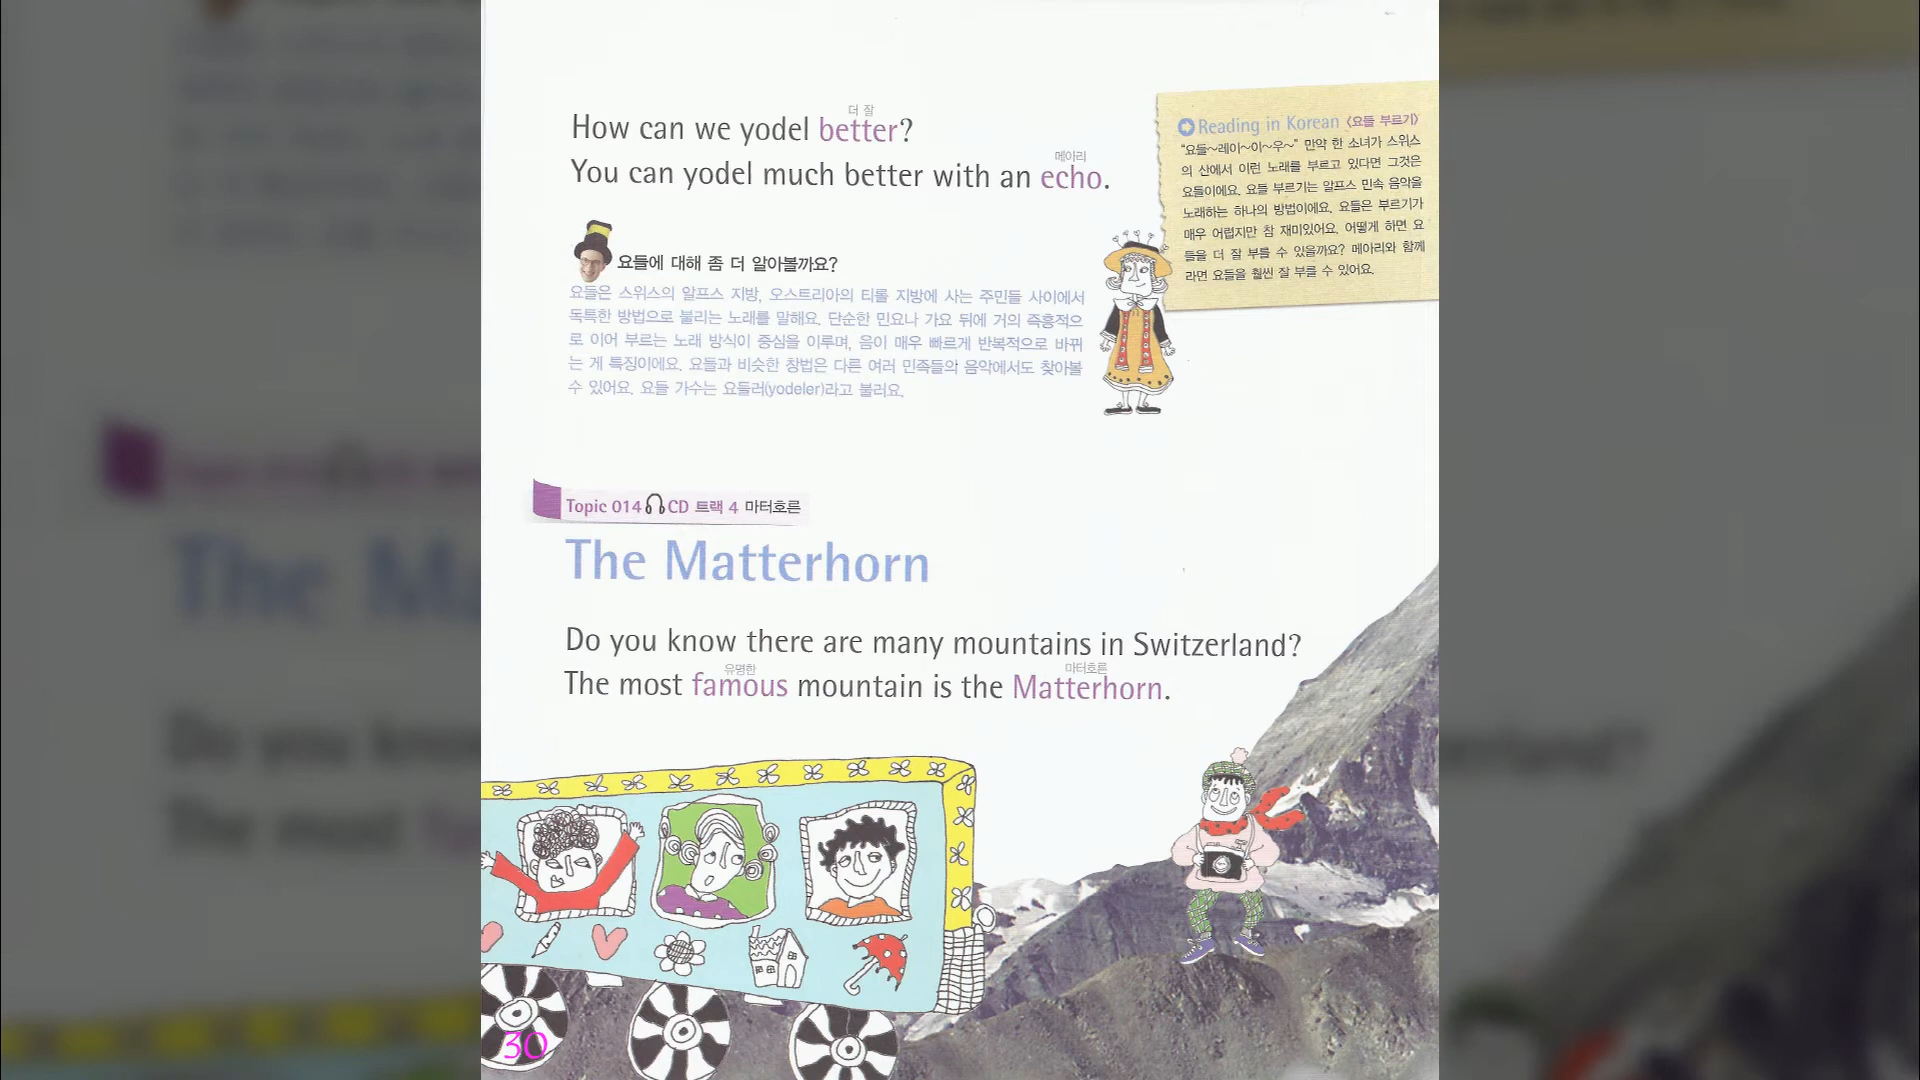 더 잘
How can we yodel better?
메아리
You can yodel much better with an echo.
요들에 대해 좀 더 알아볼까요?
요들은 스위스의 알프스 지방, 오스트리아의 티롤 지방에 사는 주민들 사이에서
독특한 방법으로 불리는 노래를 말해요. 단순한 민요나 가요 뒤에 거의 즉흥적으
로 이어 부르는 노래 방식이 중심을 이루며, 음이 매우 빠르게 반복적으로 바뀌
는 게 특징이에요. 요들과 비슷한 창법은 다른 여러 민족들의 음악에서도 찾아볼
수 있어요. 요들 가수는 요들러(yodeler)라고 불러요.
Reading in Korean 〈요들 부르기〉
“요들~레이~이~우~” 만약 한 소녀가 스위스
의 산에서 이런 노래를 부르고 있다면 그것은
요들이에요. 요들 부르기는 알프스 민속 음악을
노래하는 하나의 방법이에요. 요들은 부르기가
매우 어렵지만 참 재미있어요. 어떻게 하면 요
들을 더 잘 부를 수 있을까요? 메아리와 함께
라면 요들을 훨씬 잘 부를 수 있어요.
Topic 014 CD 트랙 4 마터호른
The Matterhorn
Do you know there are many mountains in Switzerland?
유명한 마터호른
The most famous mountain is the Matterhorn.
30